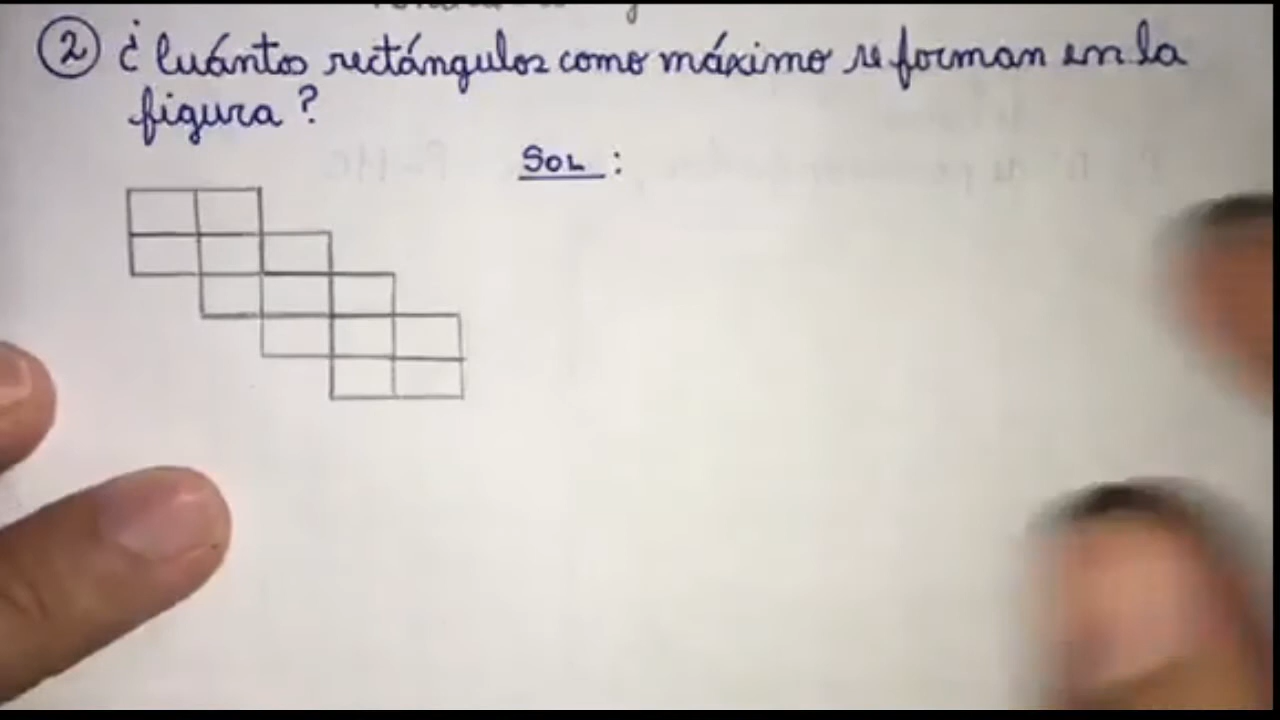 ② ¿Cuántos rectángulos como máximo se forman en la
figura?
SOL :